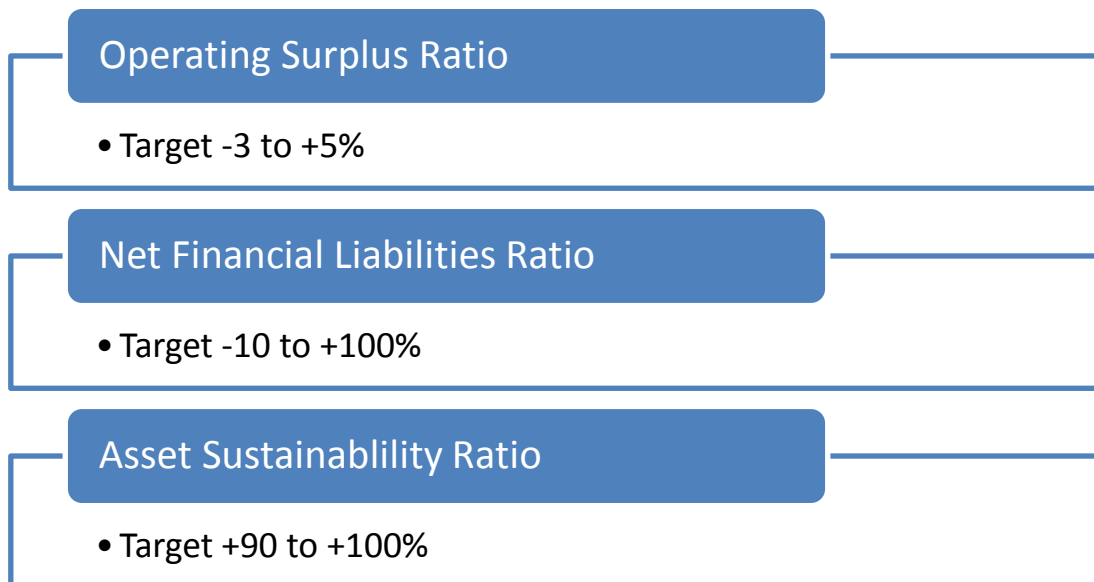 Operating Surplus Ratio
• Target -3 to +5%
Net Financial Liabilities Ratio
• Target -10 to +100%
Asset Sustainablility Ratio
• Target +90 to +100%